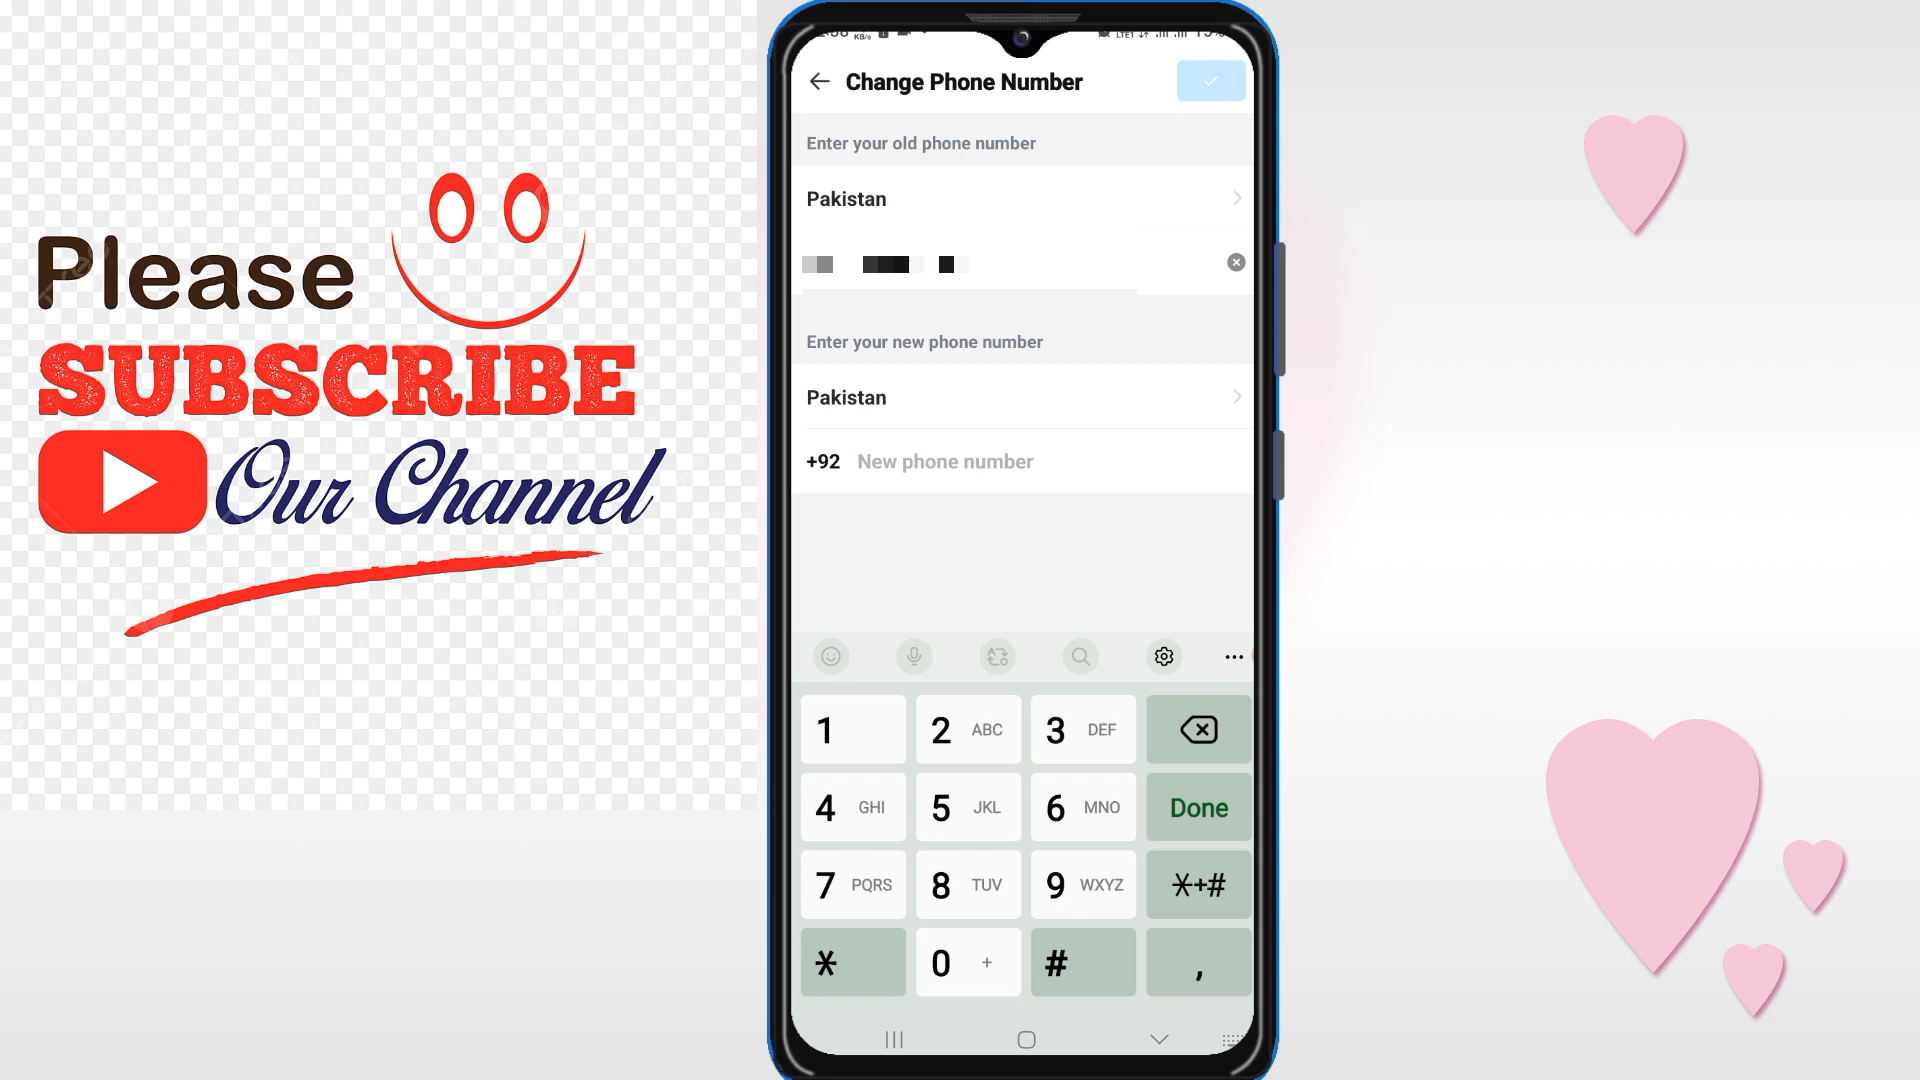 Please
SUBSCRIBE
Our Channel
KB/s
LTE1
Change Phone Number
Enter your old phone number
Pakistan
Enter your new phone number
Pakistan
+92 New phone number
1 2 ABC 3 DEF
4 GHI 5 JKL 6 MNO Done
7 PQRS 8 TUV 9 WXYZ *+#
* 0 + # ,